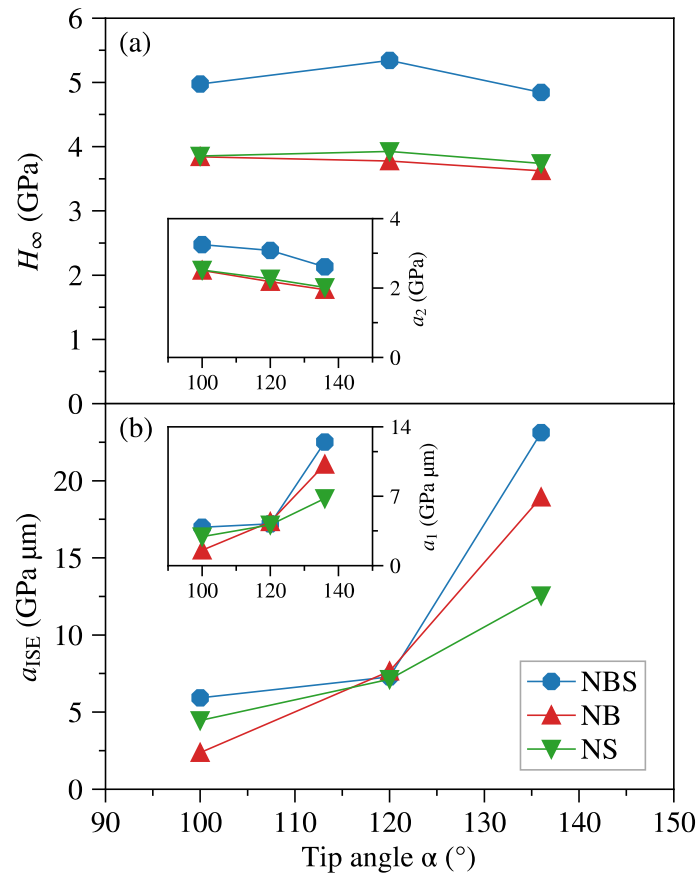 (a)
6
5
4
3
2
1
0
H∞ (GPa)
4
2
0
a2 (GPa)
100 120 140
(b)
20
15
10
5
0
aISE (GPa μm)
14
7
0
a1 (GPa μm)
100 120 140
NBS
NB
NS
90 100 110 120 130 140 150
Tip angle α (°)